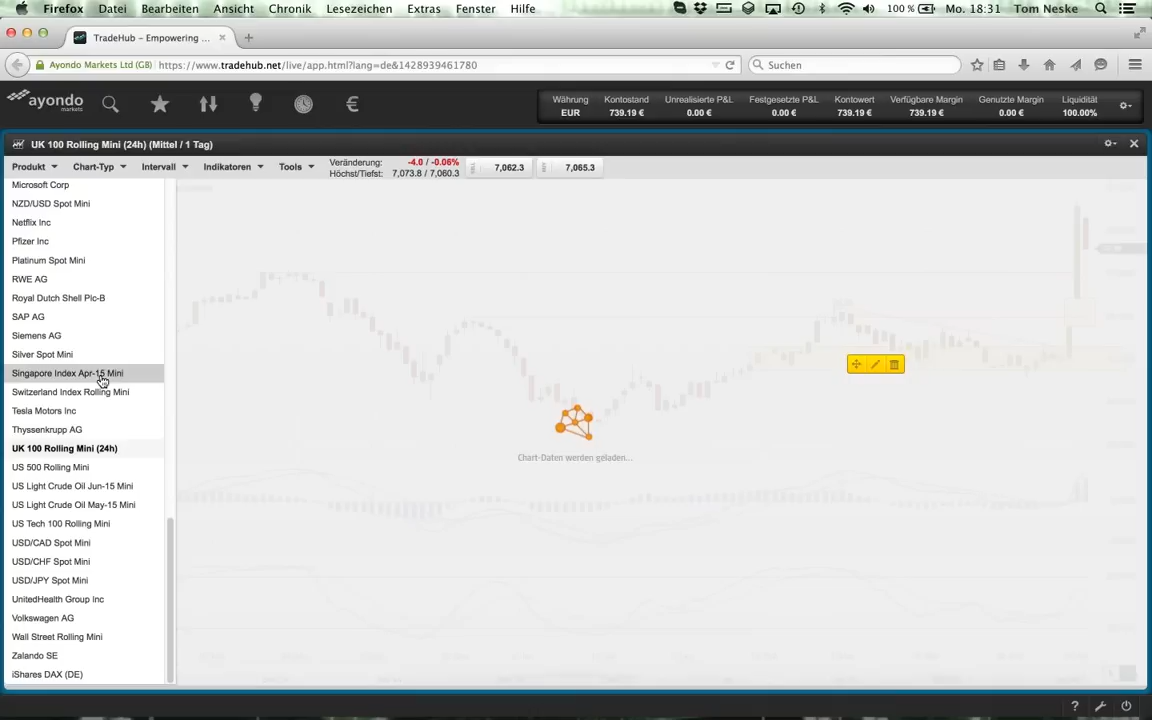 Firefox Datei Bearbeiten Ansicht Chronik Lesezeichen Extras Fenster Hilfe 100 % Mo. 18:31 Tom Neske
TradeHub – Empowering ...
Ayondo Markets Ltd (GB) https://www.tradehub.net/live/app.html?lang=de&1428939461780 Suchen
ayondo markets
Währung Kontostand Unrealisierte P&L Festgesetzte P&L Kontowert Verfügbare Margin Genutzte Margin Liquidität
EUR 739.19 € 0.00 € 0.00 € 739.19 € 739.19 € 0.00 € 100.00%
UK 100 Rolling Mini (24h) (Mittel / 1 Tag)
Produkt Chart-Typ Intervall Indikatoren Tools
Veränderung: -4.0 / -0.06%
Höchst/Tiefst: 7,073.8 / 7,060.3
7,062.3 7,065.3
Microsoft Corp
NZD/USD Spot Mini
Netflix Inc
Pfizer Inc
Platinum Spot Mini
RWE AG
Royal Dutch Shell Plc-B
SAP AG
Siemens AG
Silver Spot Mini
Singapore Index Apr-15 Mini
Switzerland Index Rolling Mini
Tesla Motors Inc
Thyssenkrupp AG
UK 100 Rolling Mini (24h)
US 500 Rolling Mini
US Light Crude Oil Jun-15 Mini
US Light Crude Oil May-15 Mini
US Tech 100 Rolling Mini
USD/CAD Spot Mini
USD/CHF Spot Mini
USD/JPY Spot Mini
UnitedHealth Group Inc
Volkswagen AG
Wall Street Rolling Mini
Zalando SE
iShares DAX (DE)
Chart-Daten werden geladen...